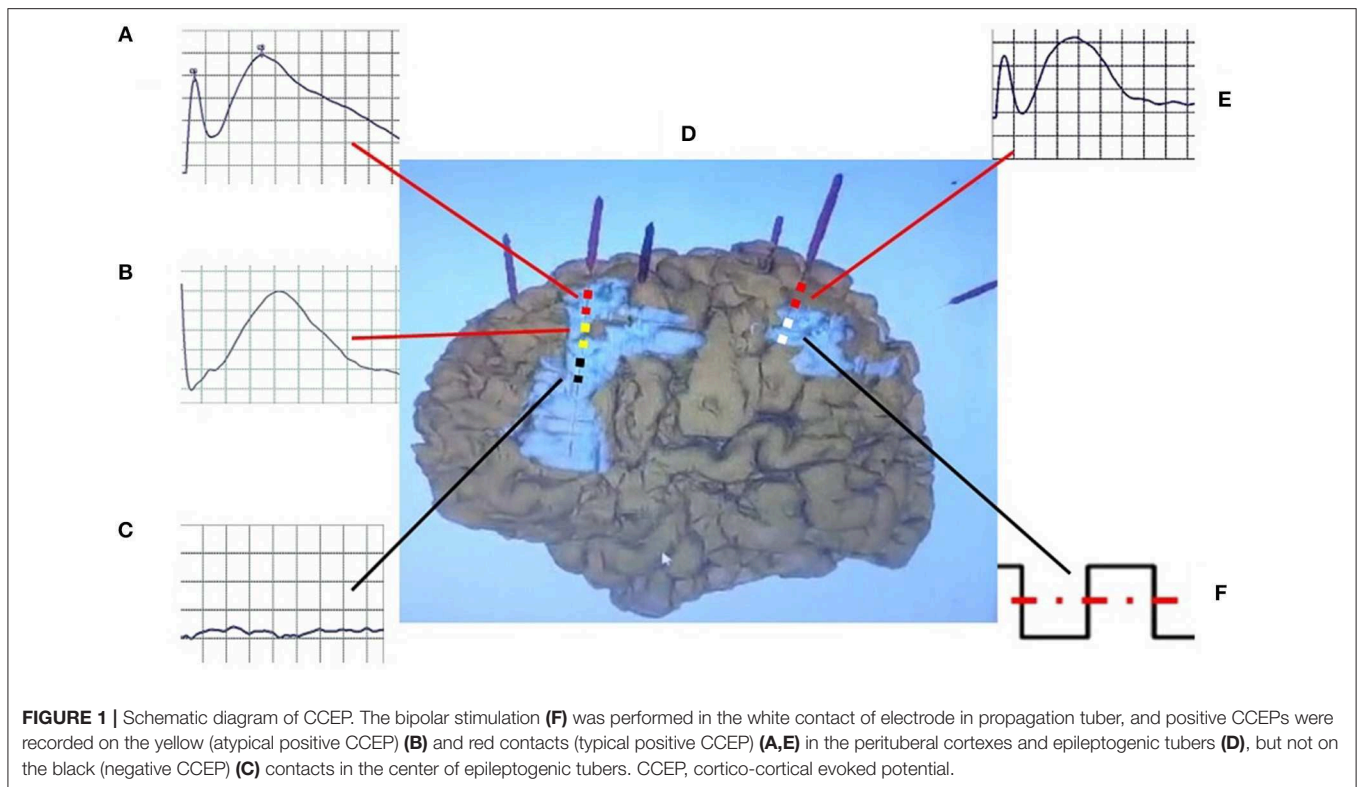 A
E
D
B
C
F
FIGURE 1 | Schematic diagram of CCEP. The bipolar stimulation (F) was performed in the white contact of electrode in propagation tuber, and positive CCEPs were
recorded on the yellow (atypical positive CCEP) (B) and red contacts (typical positive CCEP) (A,E) in the perituberal cortexes and epileptogenic tubers (D), but not on
the black (negative CCEP) (C) contacts in the center of epileptogenic tubers. CCEP, cortico-cortical evoked potential.